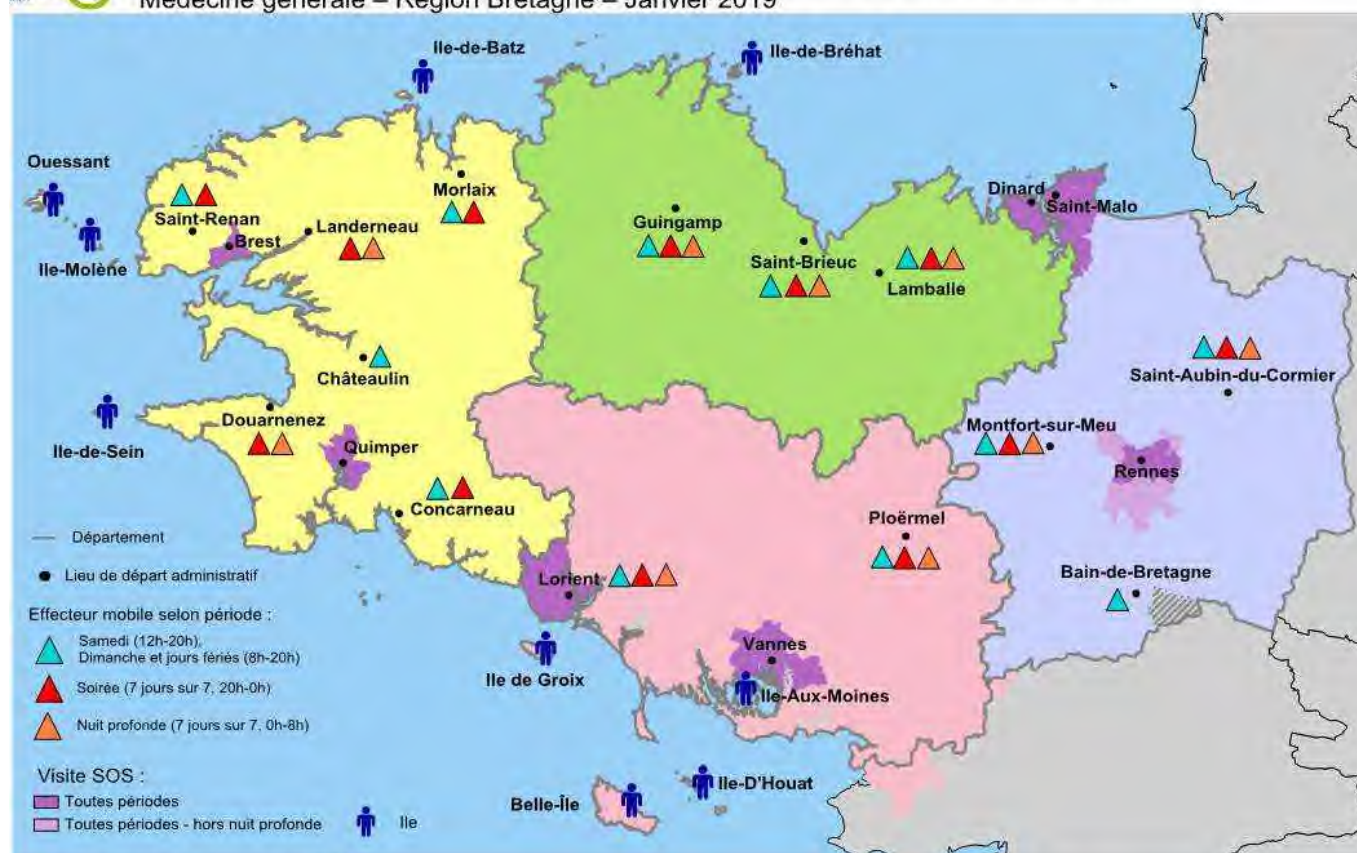 Médecine générale – Région Bretagne – Janvier 2019
Ile-de-Batz
Ile-de-Bréhat
Ouessant
Morlaix
Dinard
Saint-Malo
Saint-Renan
Landerneau
Guingamp
Brest
Saint-Brieuc
Ile-Molène
Lamballe
Châteaulin
Saint-Aubin-du-Cormier
Douarnenez
Montfort-sur-Meu
Ile-de-Sein
Quimper
Rennes
Concarneau
Ploërmel
Département
Lieu de départ administratif
Lorient
Bain-de-Bretagne
Effecteur mobile selon période :
Samedi (12h-20h),
Dimanche et jours fériés (8h-20h)
Vannes
Ile de Groix
Soirée (7 jours sur 7, 20h-0h)
Ile-Aux-Moines
Nuit profonde (7 jours sur 7, 0h-8h)
Visite SOS :
Ile-D'Houat
Toutes périodes
Belle-Île
Toutes périodes - hors nuit profonde
Ile